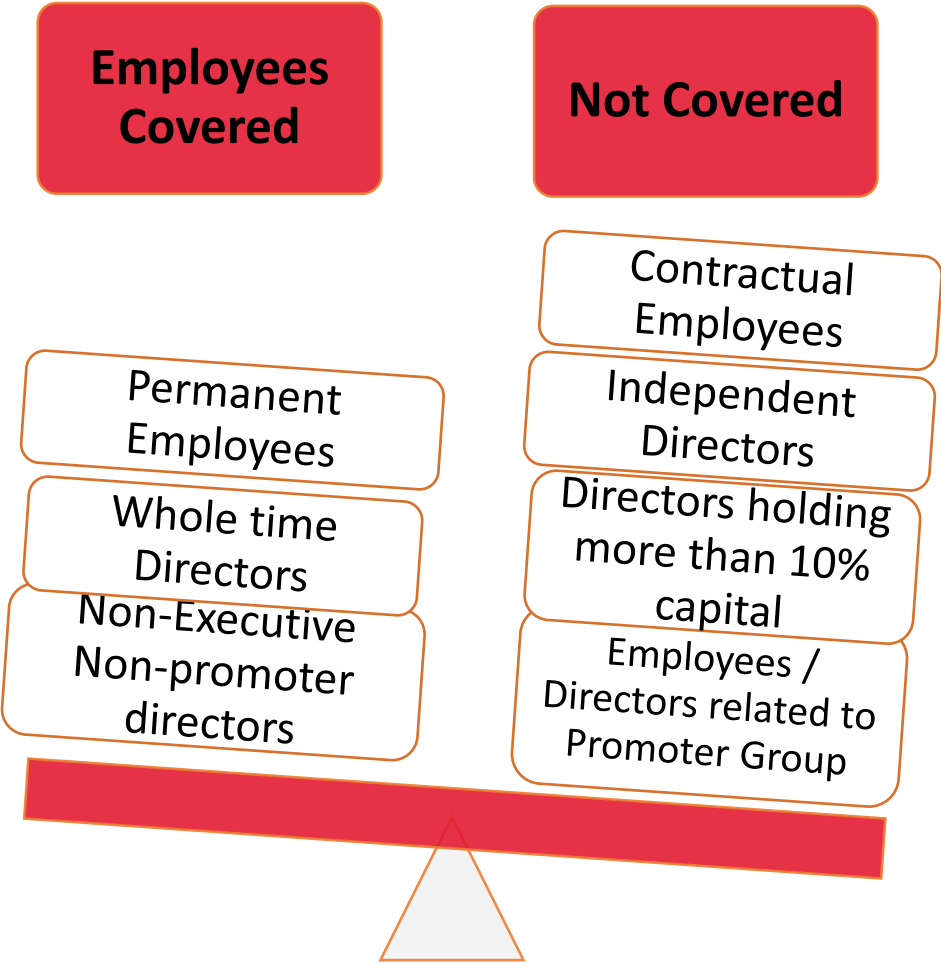 Employees
Covered
Not Covered
Permanent
Employees
Whole time
Directors
Non-Executive
Non-promoter
directors
Contractual
Employees
Independent
Directors
Directors holding
more than 10%
capital
Employees /
Directors related to
Promoter Group